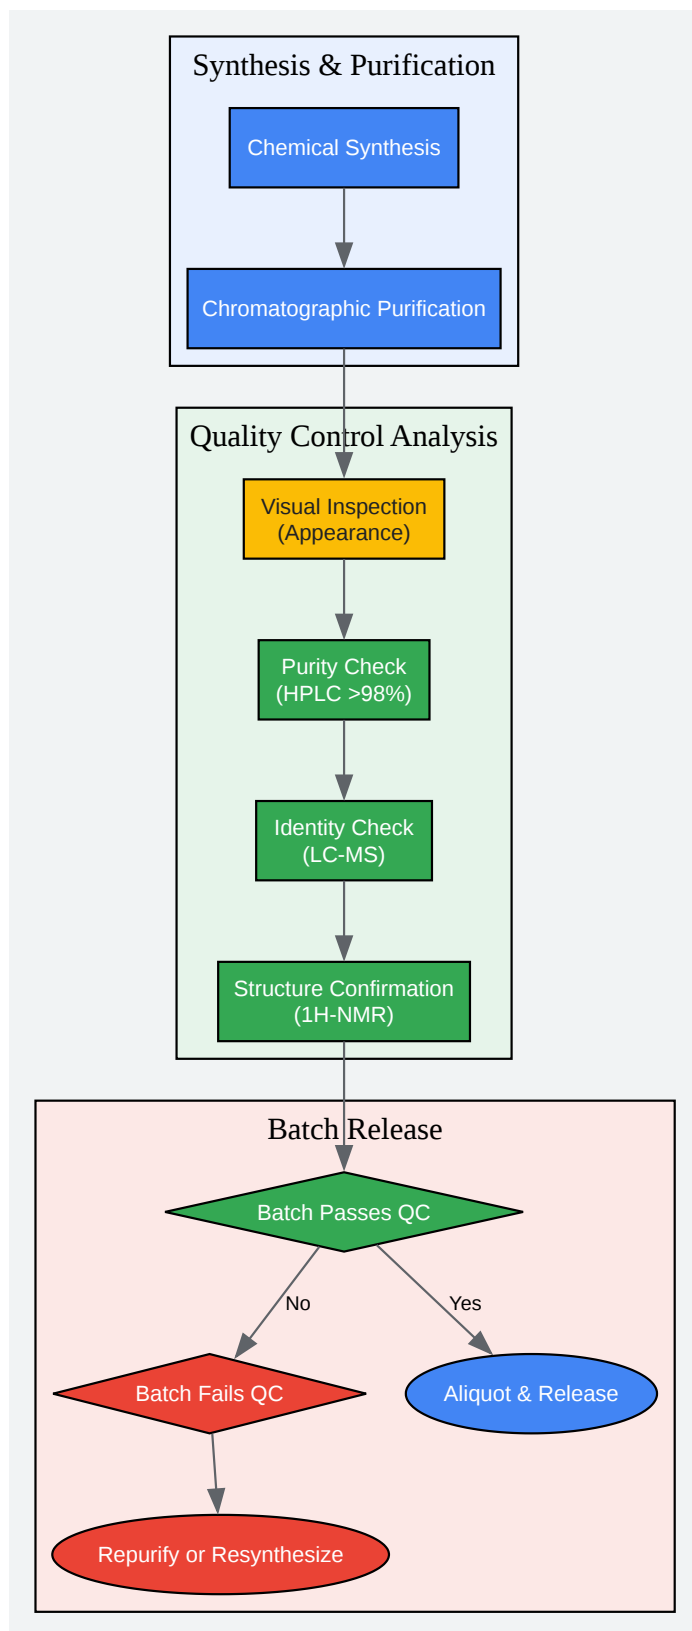 Synthesis & Purification
Chemical Synthesis
Chromatographic Purification
Quality Control Analysis
Visual Inspection
(Appearance)
Purity Check
(HPLC >98%)
Identity Check
(LC-MS)
Structure Confirmation
(1H-NMR)
Batch Release
Batch Passes QC
No
Yes
Batch Fails QC
Aliquot & Release
Repurify or Resynthesize